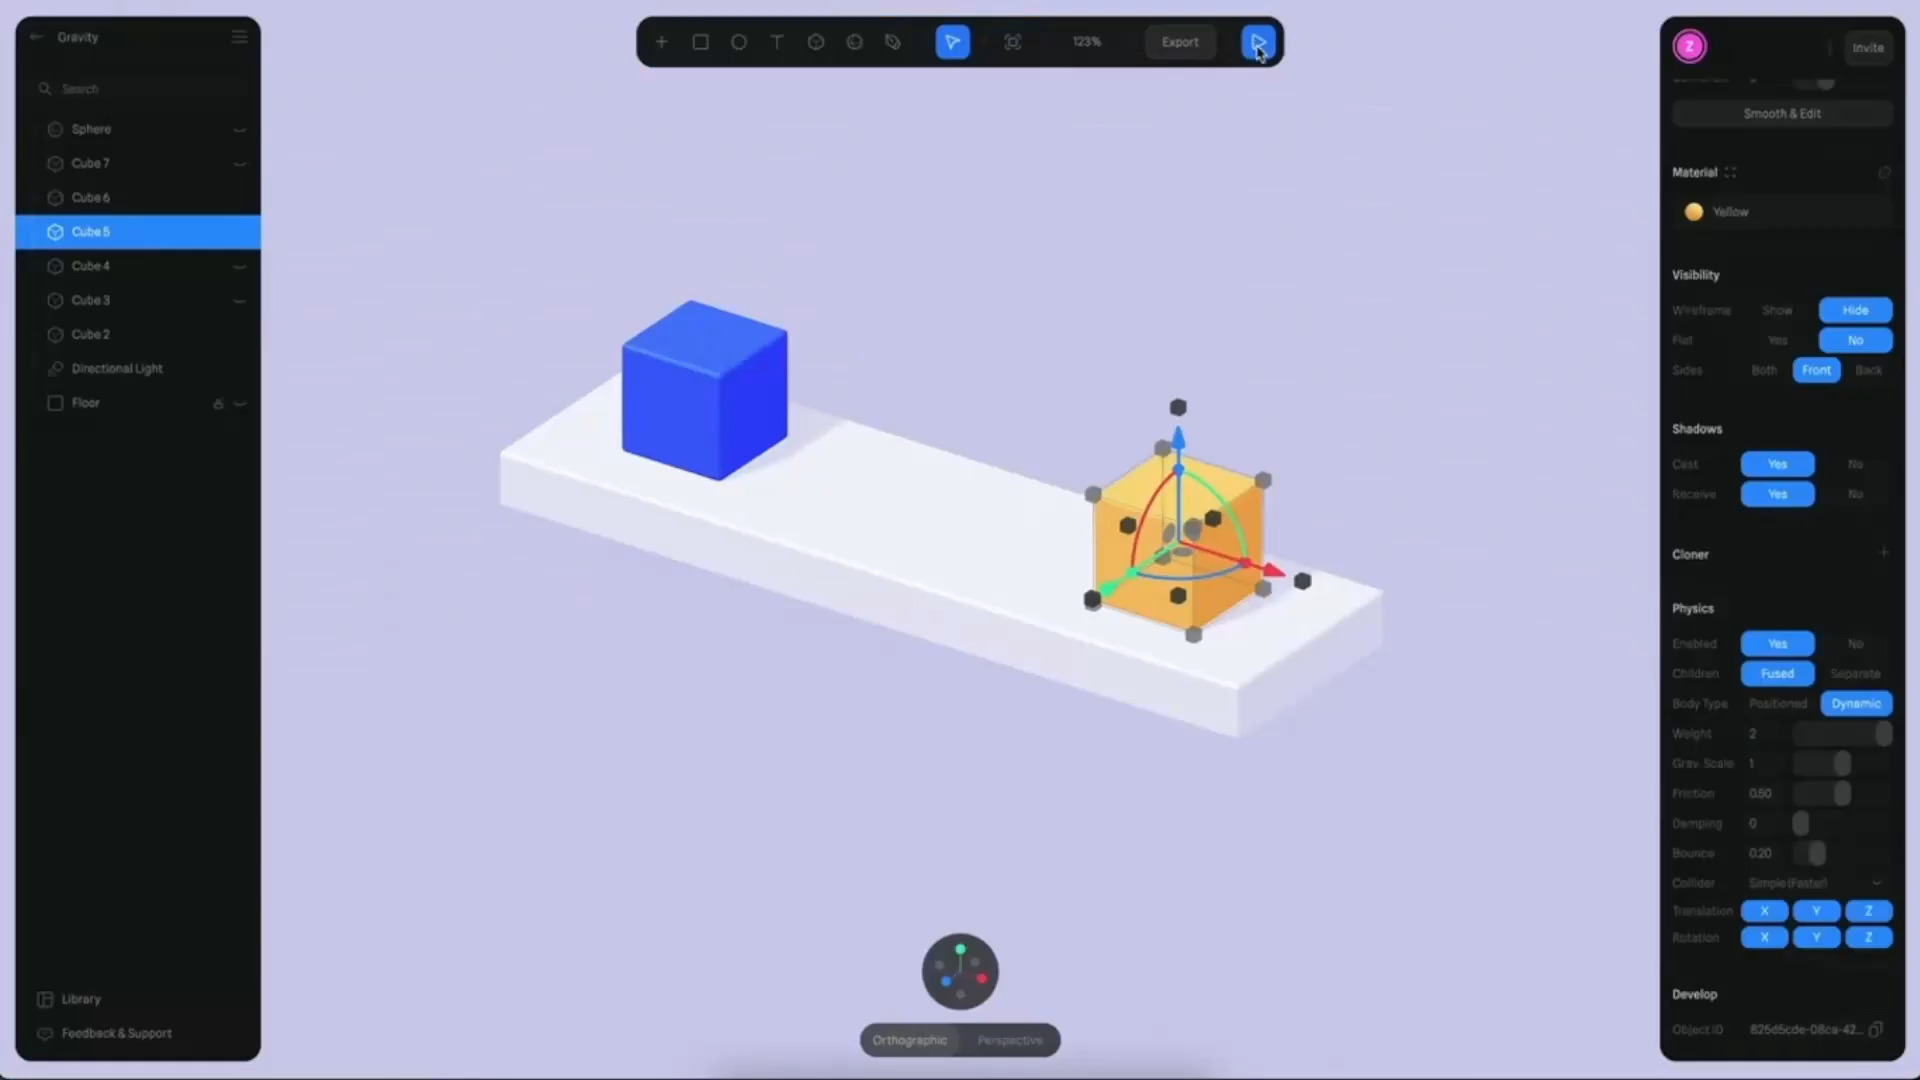 Gravity
Search
Sphere
Cube 7
Cube 6
Cube 5
Cube 4
Cube 3
Cube 2
Directional Light
Floor
Library
Feedback & Support
123%
Export
Orthographic
Perspective
Z
Invite
Smooth & Edit
Material
Yellow
Visibility
Wireframe Show Hide
Flat Yes No
Sides Both Front Back
Shadows
Cast Yes No
Receive Yes No
Cloner
Physics
Enabled Yes No
Children Fused Separate
Body Type Positioned Dynamic
Weight 2
Grav. Scale 1
Friction 0.50
Damping 0
Bounce 0.20
Collider Simple (Faster)
Translation X Y Z
Rotation X Y Z
Develop
Object ID 825d5cde-08ca-42...